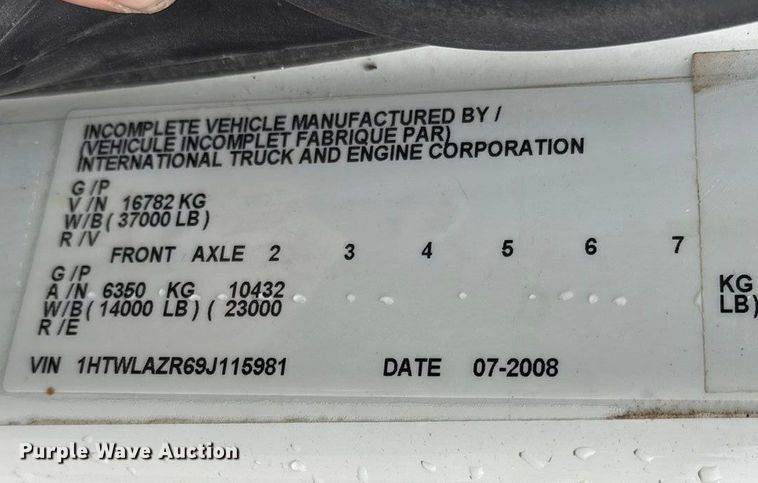 INCOMPLETE VEHICLE MANUFACTURED BY /
(VEHICULE INCOMPLET FABRIQUE PAR)
INTERNATIONAL TRUCK AND ENGINE CORPORATION
G /P
V /N 16782 KG
W/B( 37000 LB)
R /V
FRONT AXLE 2 3 4 5 6 7
G /P
A /N 6350 KG 10432 KG
W/B( 14000 LB) ( 23000 LB)
R /E
VIN 1HTWLAZR69J115981 DATE 07-2008
Purple Wave Auction